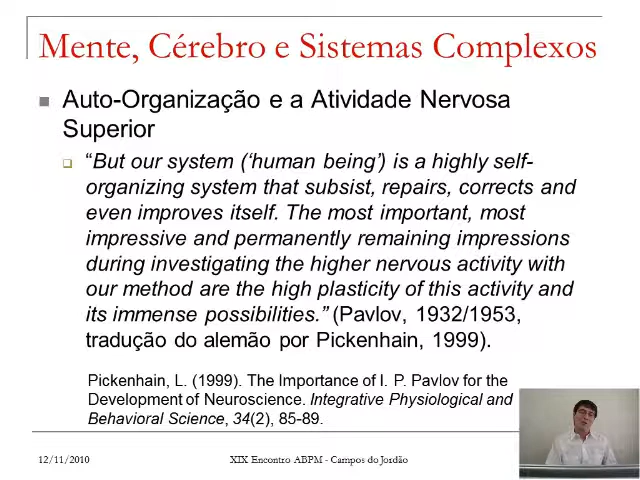 Mente, Cérebro e Sistemas Complexos
Auto-Organização e a Atividade Nervosa
Superior
“But our system (‘human being’) is a highly self-
organizing system that subsist, repairs, corrects and
even improves itself. The most important, most
impressive and permanently remaining impressions
during investigating the higher nervous activity with
our method are the high plasticity of this activity and
its immense possibilities.” (Pavlov, 1932/1953,
tradução do alemão por Pickenhain, 1999).
Pickenhain, L. (1999). The Importance of I. P. Pavlov for the
Development of Neuroscience. Integrative Physiological and
Behavioral Science, 34(2), 85-89.
12/11/2010
XIX Encontro ABPM - Campos do Jordão